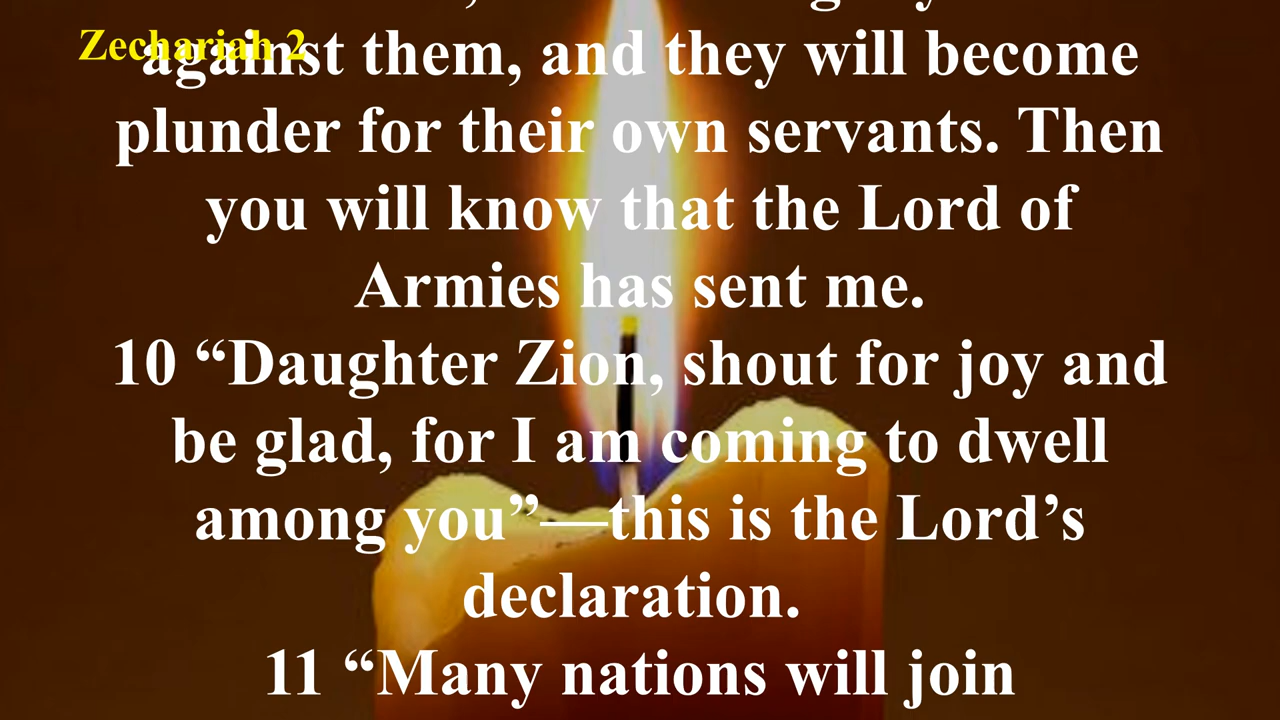 Zechariah 2
against them, and they will become
plunder for their own servants. Then
you will know that the Lord of
Armies has sent me.
10 “Daughter Zion, shout for joy and
be glad, for I am coming to dwell
among you”—this is the Lord’s
declaration.
11 “Many nations will join